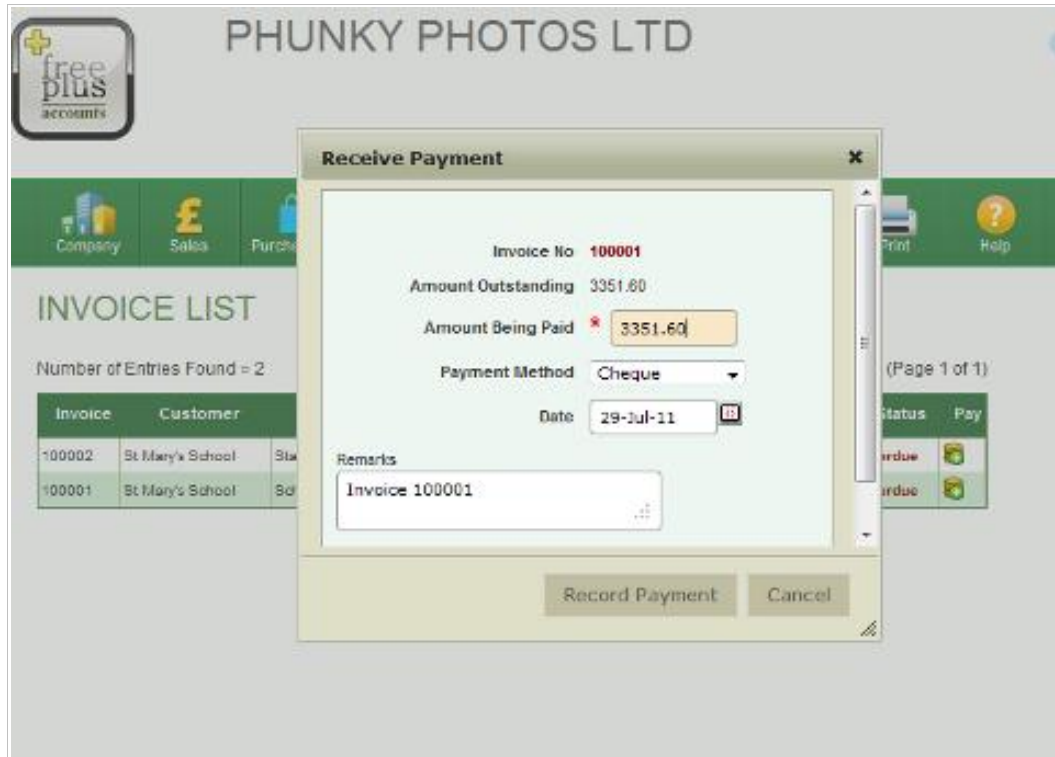 PHUNKY PHOTOS LTD
free
plus
accounts
Receive Payment
Company
Sales
Print
Help
Invoice No 100001
Amount Outstanding 3351.60
Amount Being Paid * 3351.60
Payment Method Cheque
Date 29-Jul-11
Remarks
Invoice 100001
Record Payment Cancel
INVOICE LIST
Number of Entries Found = 2
(Page 1 of 1)
Invoice Customer Status Pay
100002 St Mary's School
100001 St Mary's School